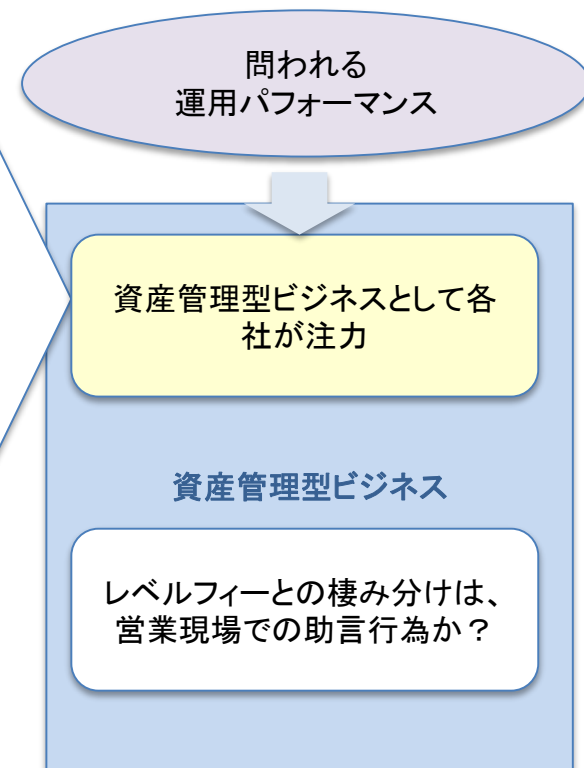 問われる
運用パフォーマンス
資産管理型ビジネスとして各
社が注力
資産管理型ビジネス
レベルフィーとの棲み分けは、
営業現場での助言行為か？